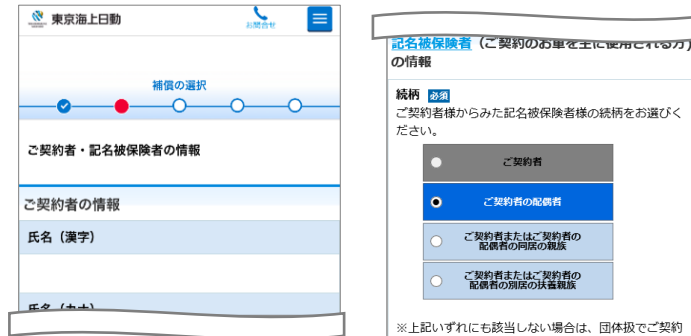 東京海上日動
お問合せ
補償の選択
ご契約者・記名被保険者の情報
ご契約者の情報
氏名（漢字）
氏名（カナ）
記名被保険者（ご契約のお車を主に使用される方）
の情報
続柄 必須
ご契約者様からみた記名被保険者様の続柄をお選びく
ださい。
ご契約者
ご契約者の配偶者
ご契約者またはご契約者の
配偶者の同居の親族
ご契約者またはご契約者の
配偶者の別居の扶養親族
※上記いずれにも該当しない場合は、団体扱でご契約